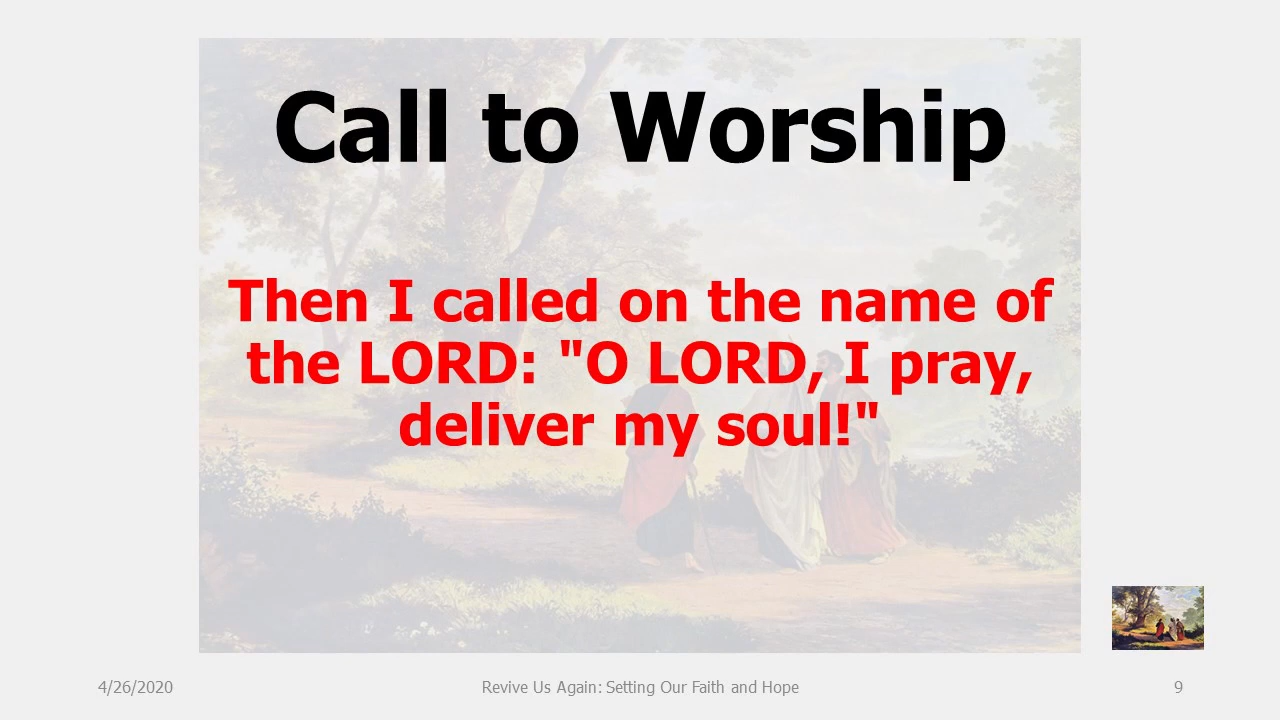 Call to Worship
Then I called on the name of
the LORD: "O LORD, I pray,
deliver my soul!"
4/26/2020
Revive Us Again: Setting Our Faith and Hope
9